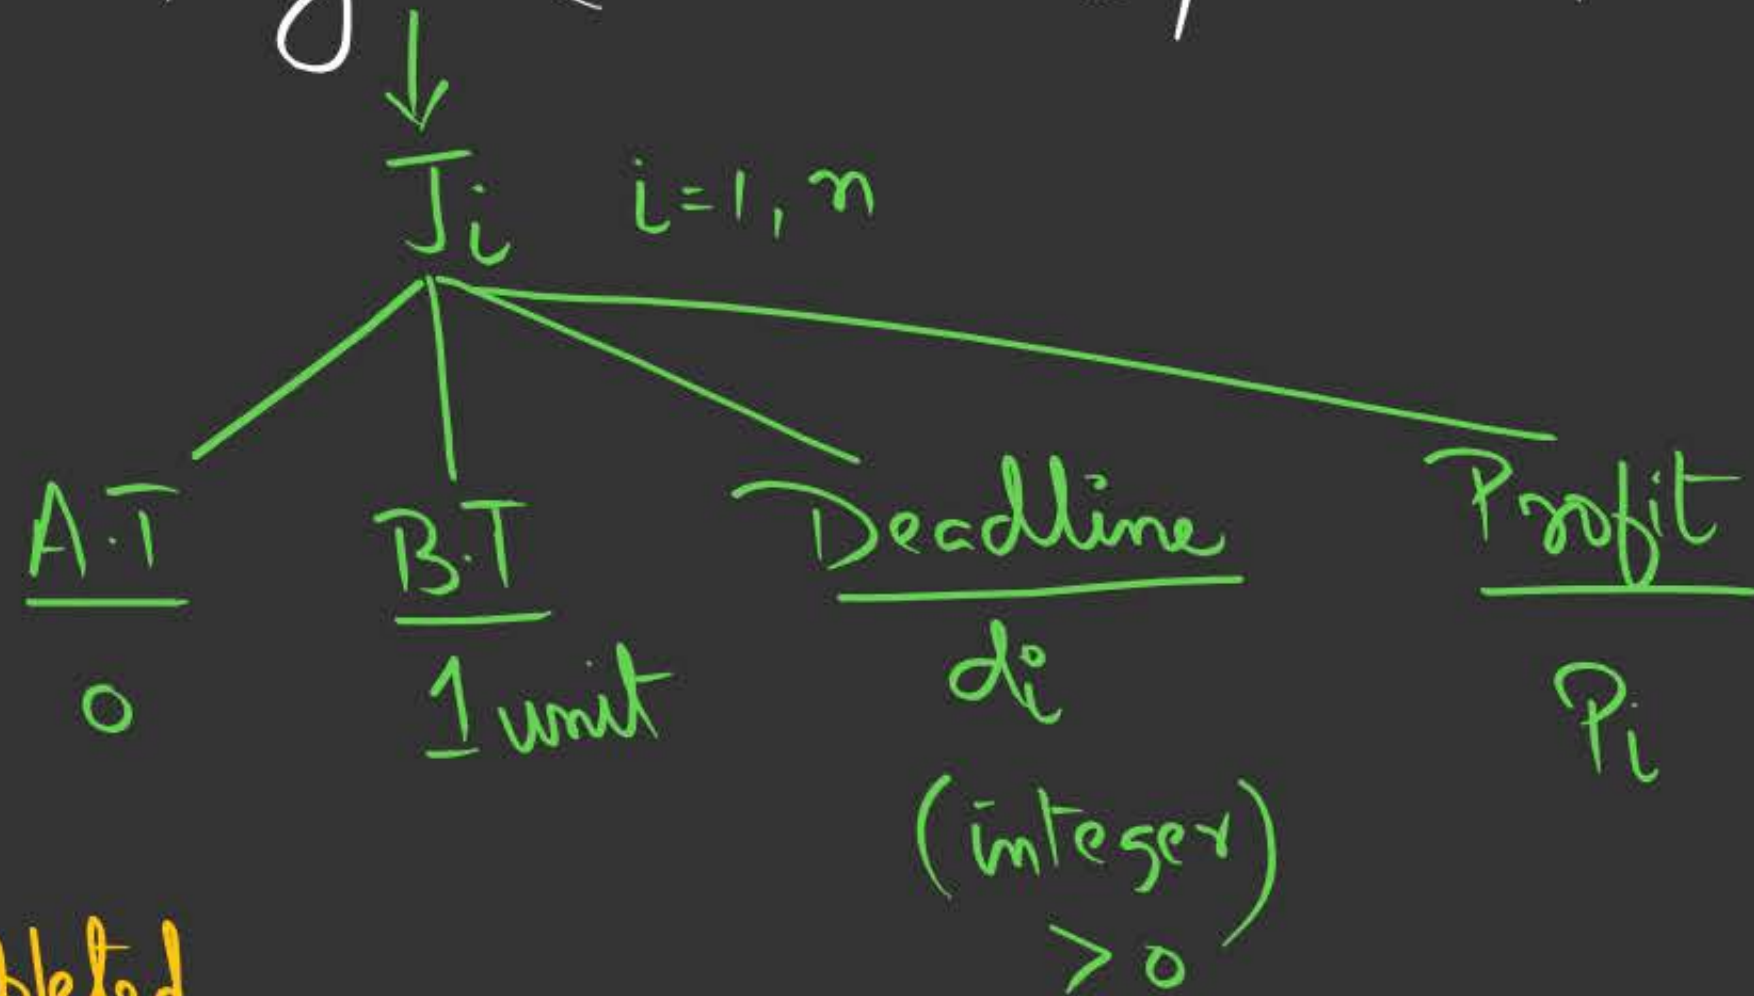 Ji i=1, n
A.T B.T Deadline Profit
0 1 unit di Pi
(integer)
> 0